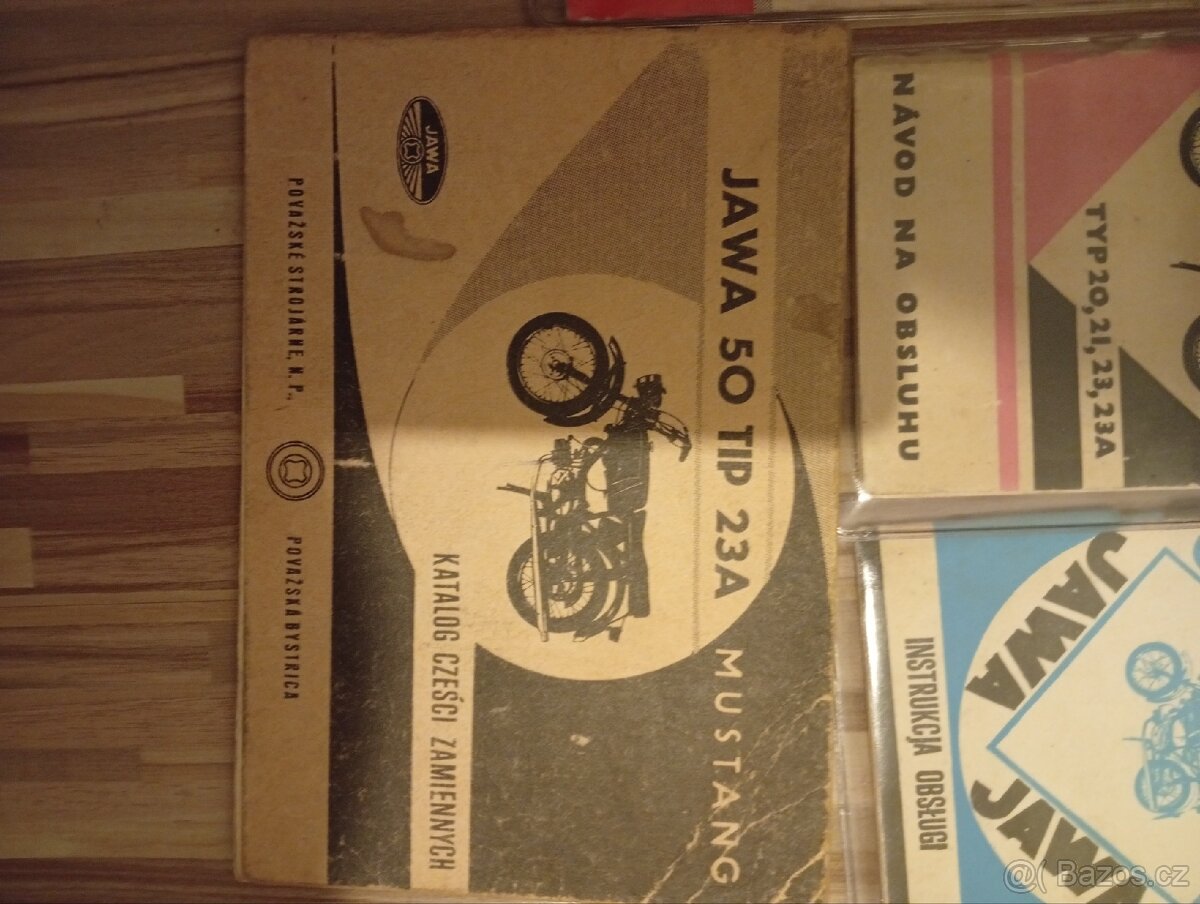 JAWA 50 TIP 23A MUSTANG
JAWA
KATALOG CZEŚCI ZAMIENNYCH
POVAŽSKÉ STROJÁRNE, N. P.,
POVAŽSKÁ BYSTRICA
TYP 20, 21, 23, 23A
NÁVOD NA OBSLUHU
JAWA
JAWA
INSTRUKCJA OBSŁUGI
@( Bazos.cz